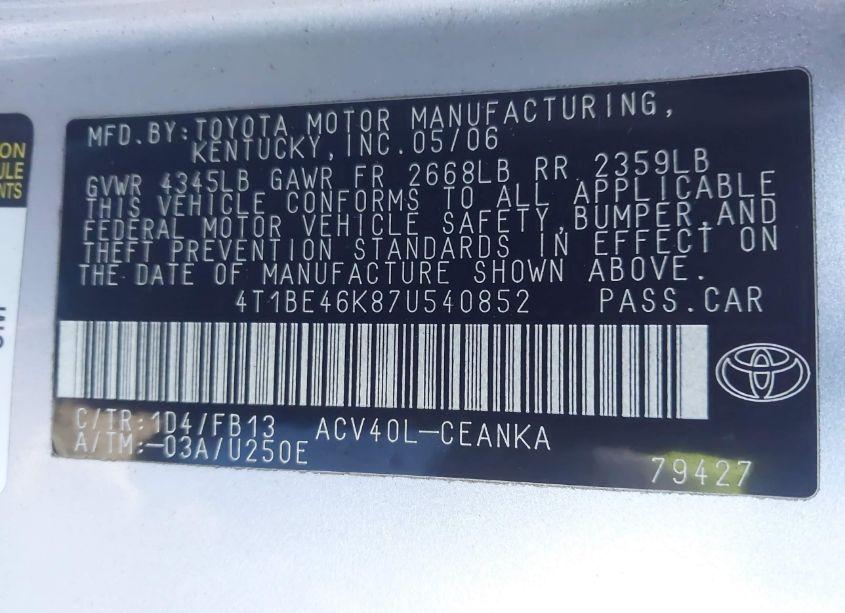 MFD.BY:TOYOTA MOTOR MANUFACTURING,
KENTUCKY,INC.05/06
GVWR 4345LB GAWR FR 2668LB RR 2359LB
THIS VEHICLE CONFORMS TO ALL APPLICABLE
FEDERAL MOTOR VEHICLE SAFETY,BUMPER,AND
THEFT PREVENTION STANDARDS IN EFFECT ON
THE DATE OF MANUFACTURE SHOWN ABOVE.
4T1BE46K87U540852 PASS.CAR
C/TR:1D4/FB13 ACV40L-CEANKA
A/TM:-03A/U250E
79427